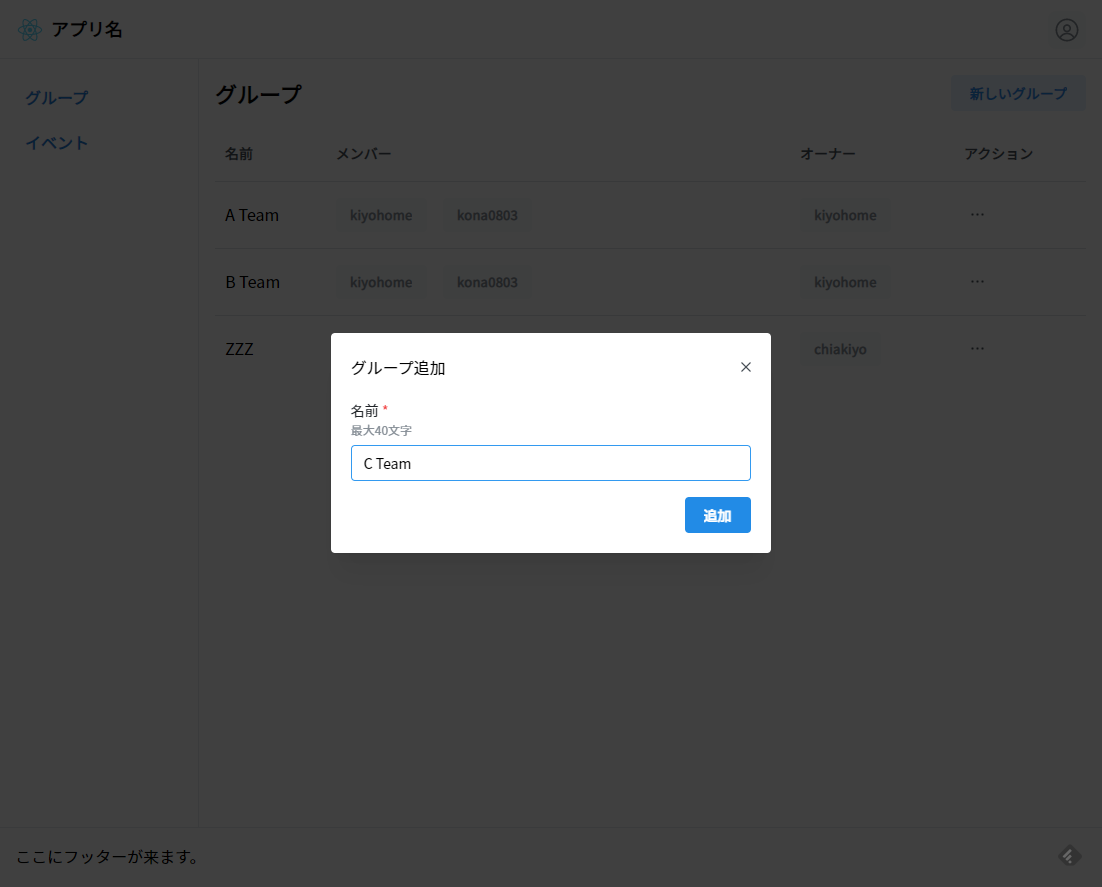 アプリ名
グループ
イベント
グループ
新しいグループ
名前 メンバー オーナー アクション
A Team kiyohome kona0803 kiyohome ...
B Team kiyohome kona0803 kiyohome ...
ZZZ chiakiyo ...
グループ追加
名前 *
最大40文字
C Team
追加
ここにフッターが来ます。